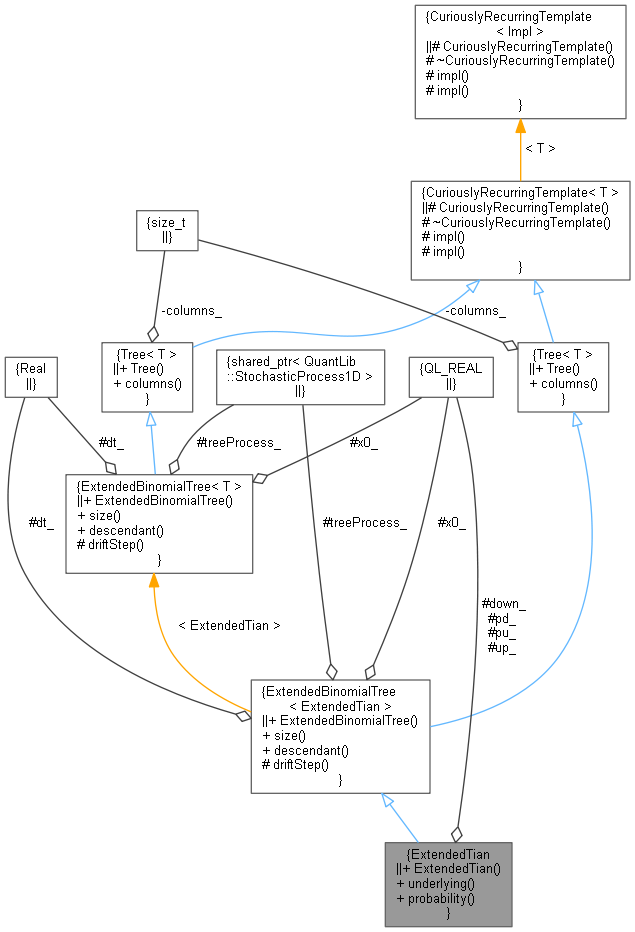 {CuriouslyRecurringTemplate
< Impl >
||# CuriouslyRecurringTemplate()
# ~CuriouslyRecurringTemplate()
# impl()
# impl()
}
< T >
{CuriouslyRecurringTemplate< T >
||# CuriouslyRecurringTemplate()
# ~CuriouslyRecurringTemplate()
# impl()
# impl()
}
{size_t
||}
-columns_
-columns_
{Real
||}
{Tree< T >
||+ Tree()
+ columns()
}
{shared_ptr< QuantLib
::StochasticProcess1D >
||}
{QL_REAL
||}
{Tree< T >
||+ Tree()
+ columns()
}
#dt_
#treeProcess_
#x0_
{ExtendedBinomialTree< T >
||+ ExtendedBinomialTree()
+ size()
+ descendant()
# driftStep()
}
#dt_
#treeProcess_
#x0_
< ExtendedTian >
#down_
#pd_
#pu_
#up_
{ExtendedBinomialTree
< ExtendedTian >
||+ ExtendedBinomialTree()
+ size()
+ descendant()
# driftStep()
}
{ExtendedTian
||+ ExtendedTian()
+ underlying()
+ probability()
}